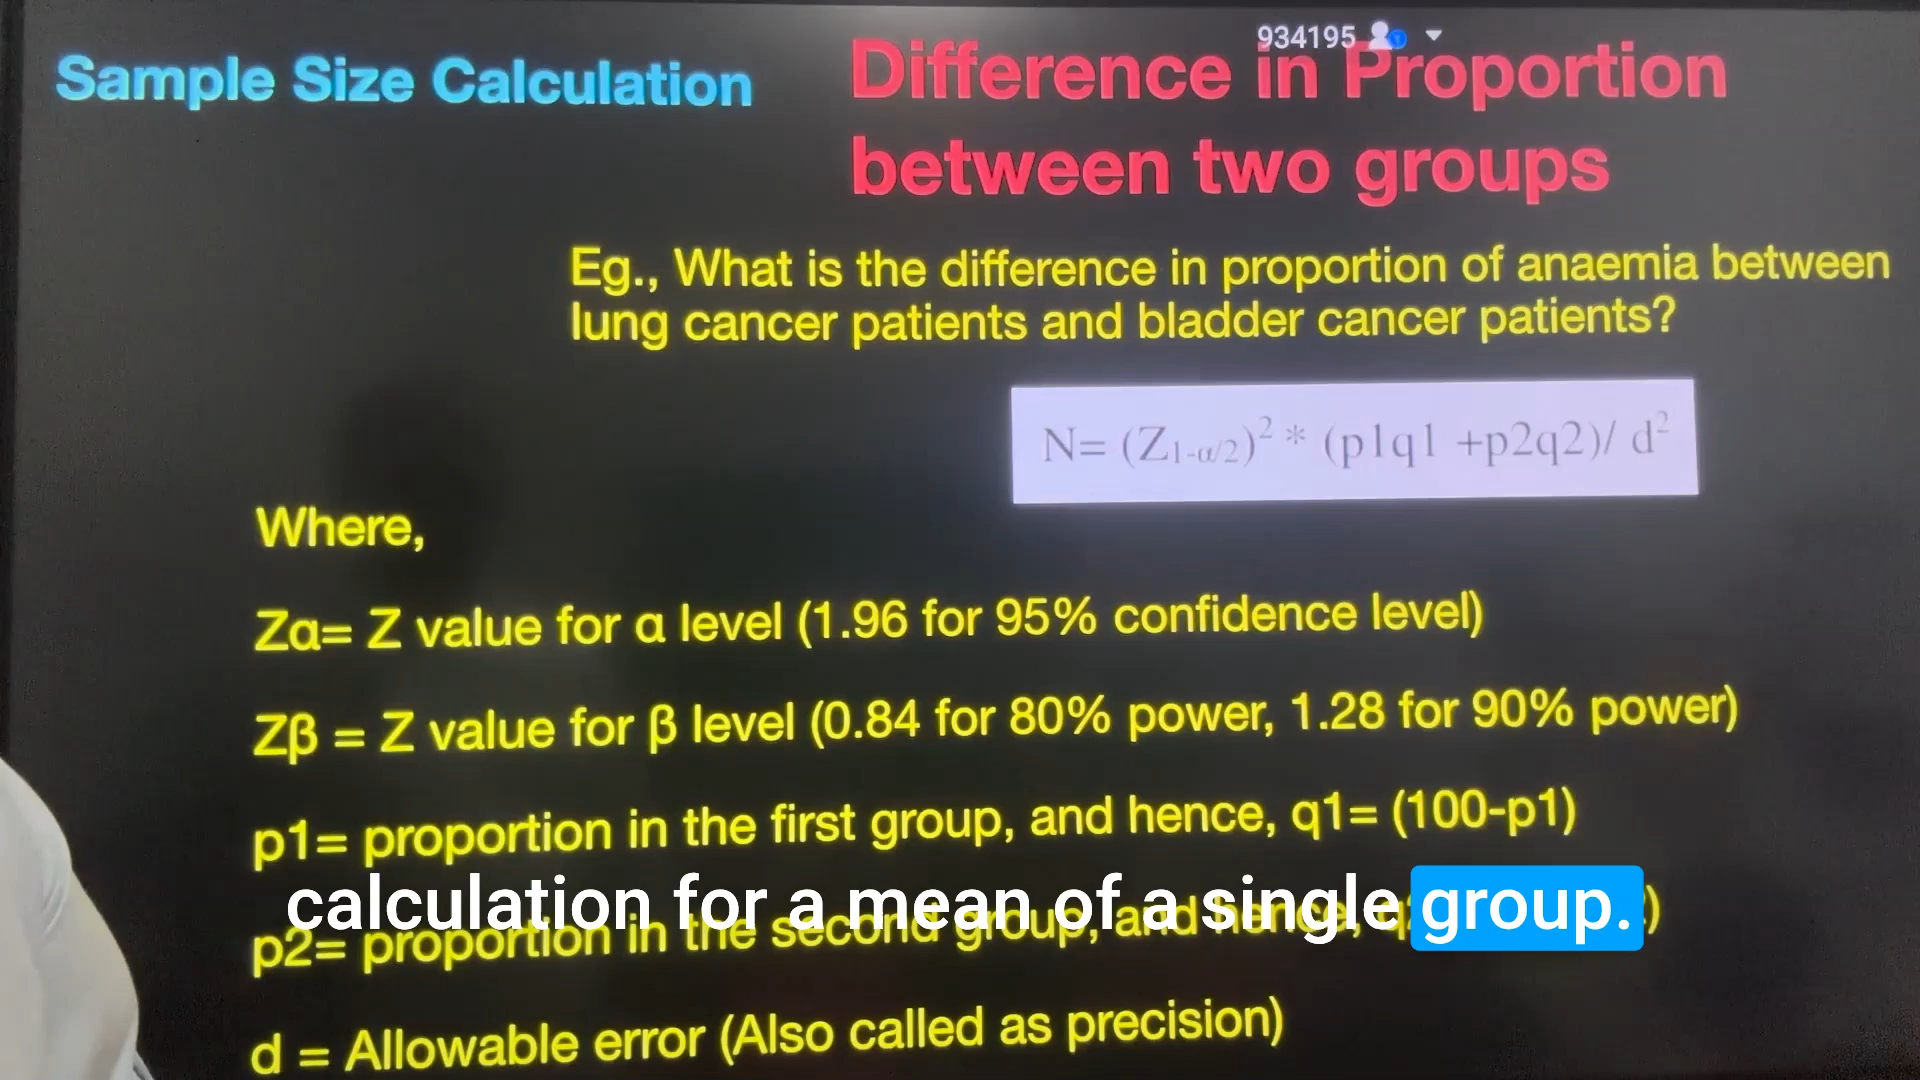 934195
Sample Size Calculation
Difference in Proportion
between two groups
Eg., What is the difference in proportion of anaemia between
lung cancer patients and bladder cancer patients?
N= (Z1-α/2)² * (p1q1 +p2q2)/ d²
Where,
Zα= Z value for α level (1.96 for 95% confidence level)
Zβ = Z value for β level (0.84 for 80% power, 1.28 for 90% power)
p1= proportion in the first group, and hence, q1= (100-p1)
calculation for a mean of a single group.
p2= proportion in the second group, and hence,
d = Allowable error (Also called as precision)